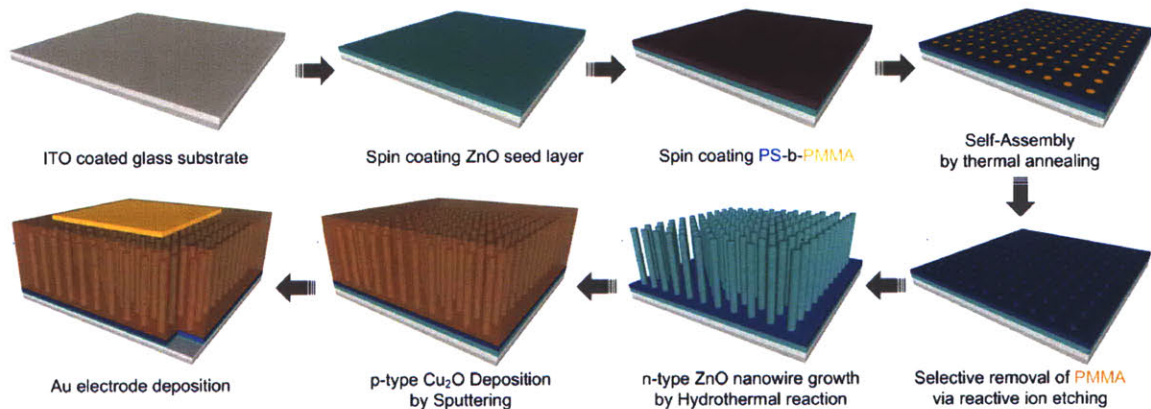 ITO coated glass substrate
Spin coating ZnO seed layer
Spin coating PS-b-PMMA
Self-Assembly
by thermal annealing
Selective removal of PMMA
via reactive ion etching
n-type ZnO nanowire growth
by Hydrothermal reaction
p-type Cu₂O Deposition
by Sputtering
Au electrode deposition